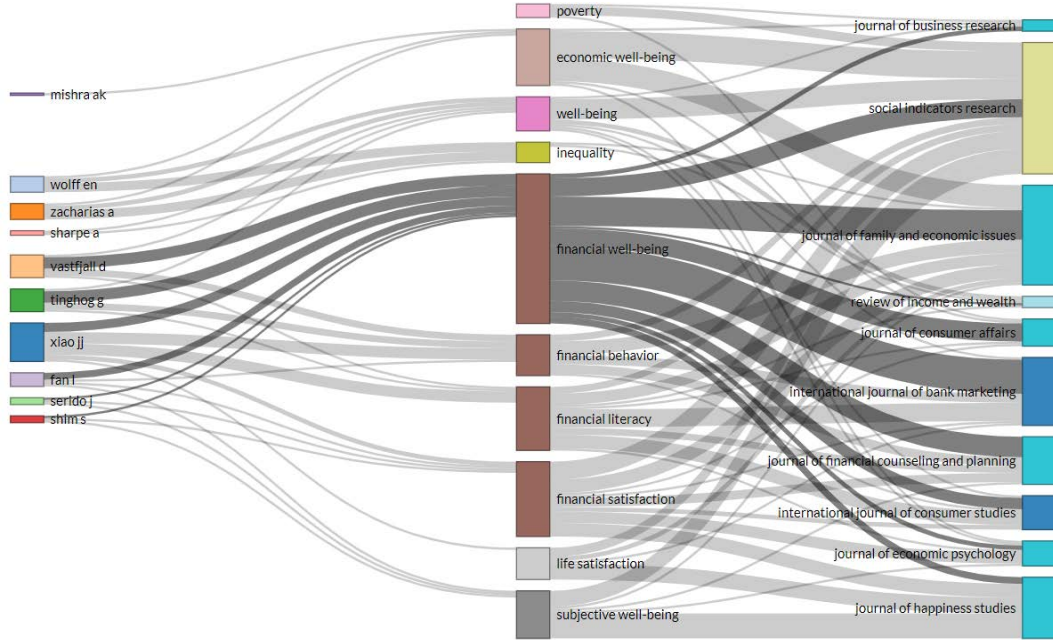 mishra ak
wolff en
zacharias a
sharpe a
vastfjall d
tinghog g
xiao jj
fan l
serido j
shim s
poverty
economic well-being
well-being
inequality
financial well-being
financial behavior
financial literacy
financial satisfaction
life satisfaction
subjective well-being
journal of business research
social indicators research
journal of family and economic issues
review of income and wealth
journal of consumer affairs
international journal of bank marketing
journal of financial counseling and planning
international journal of consumer studies
journal of economic psychology
journal of happiness studies